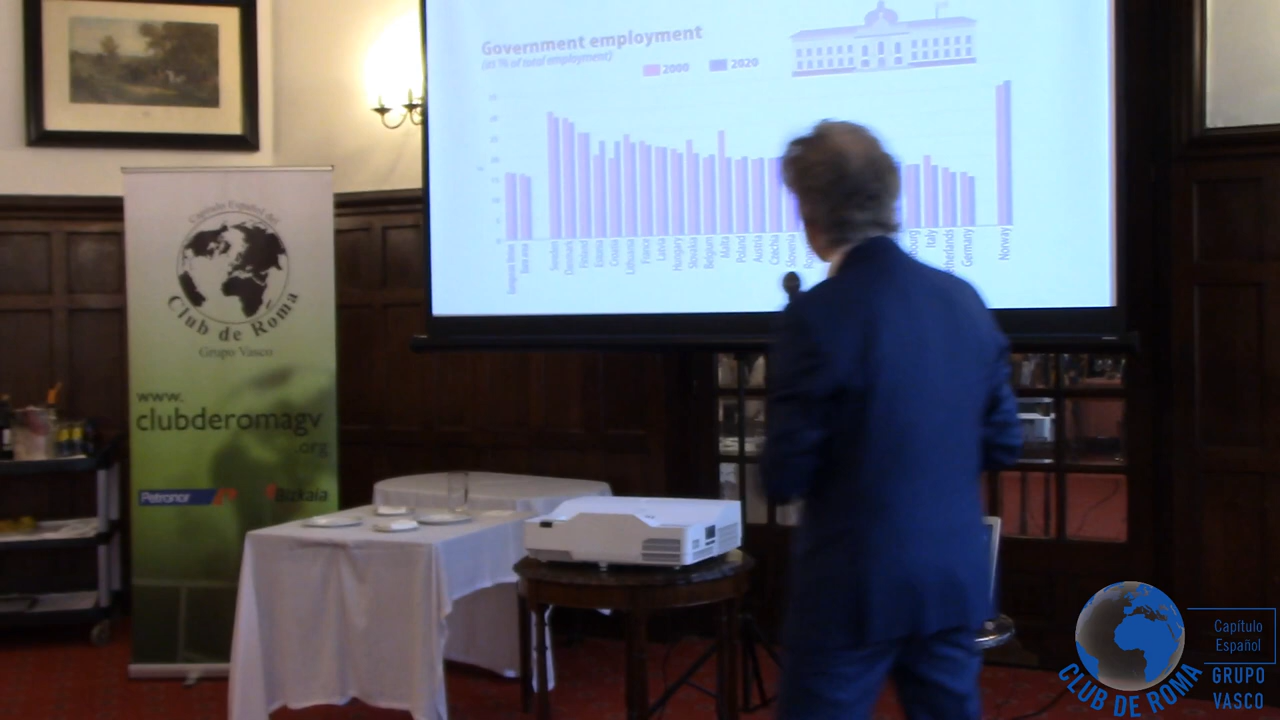 Government employment
(in % of total employment)
2000
2020
Sweden
Denmark
Finland
Estonia
Croatia
Lithuania
France
Latvia
Hungary
Slovakia
Belgium
Malta
Poland
Austria
Czechia
Slovenia
Italy
Germany
Norway
Capítulo Español del
Club de Roma
Grupo Vasco
www.
clubderomagv
.org
Petronor
Bizkaia
Capítulo
Español
CLUB DE ROMA
GRUPO
VASCO